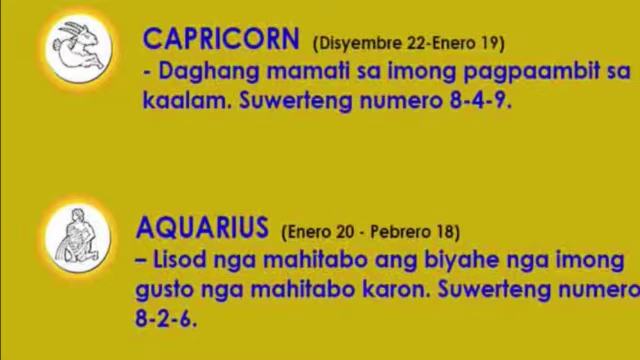 CAPRICORN (Disyembre 22-Enero 19)
- Daghang mamati sa imong pagpaambit sa
kaalam. Suwerteng numero 8-4-9.
AQUARIUS (Enero 20 - Pebrero 18)
– Lisod nga mahitabo ang biyahe nga imong
gusto nga mahitabo karon. Suwerteng numero
8-2-6.